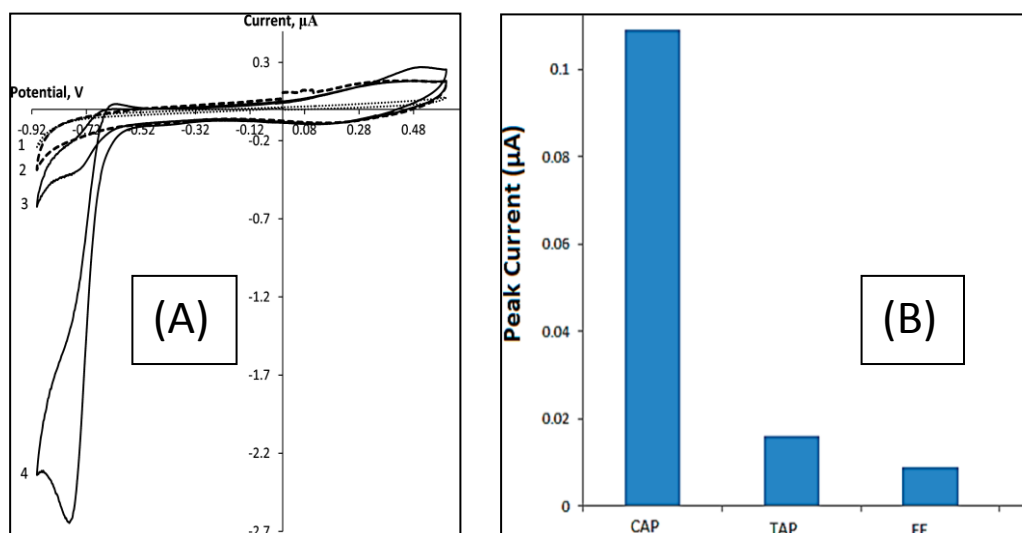 Current, µA
0.3
Potential, V
-0.92 -0.72 -0.52 -0.32 -0.12 0.08 0.28 0.48
-0.2
1
2
3
-0.7
-1.2
(A)
-1.7
-2.2
4
-2.7
Peak Current (µA)
0.1
0.08
0.06
0.04
0.02
0
(B)
CAP TAP FF